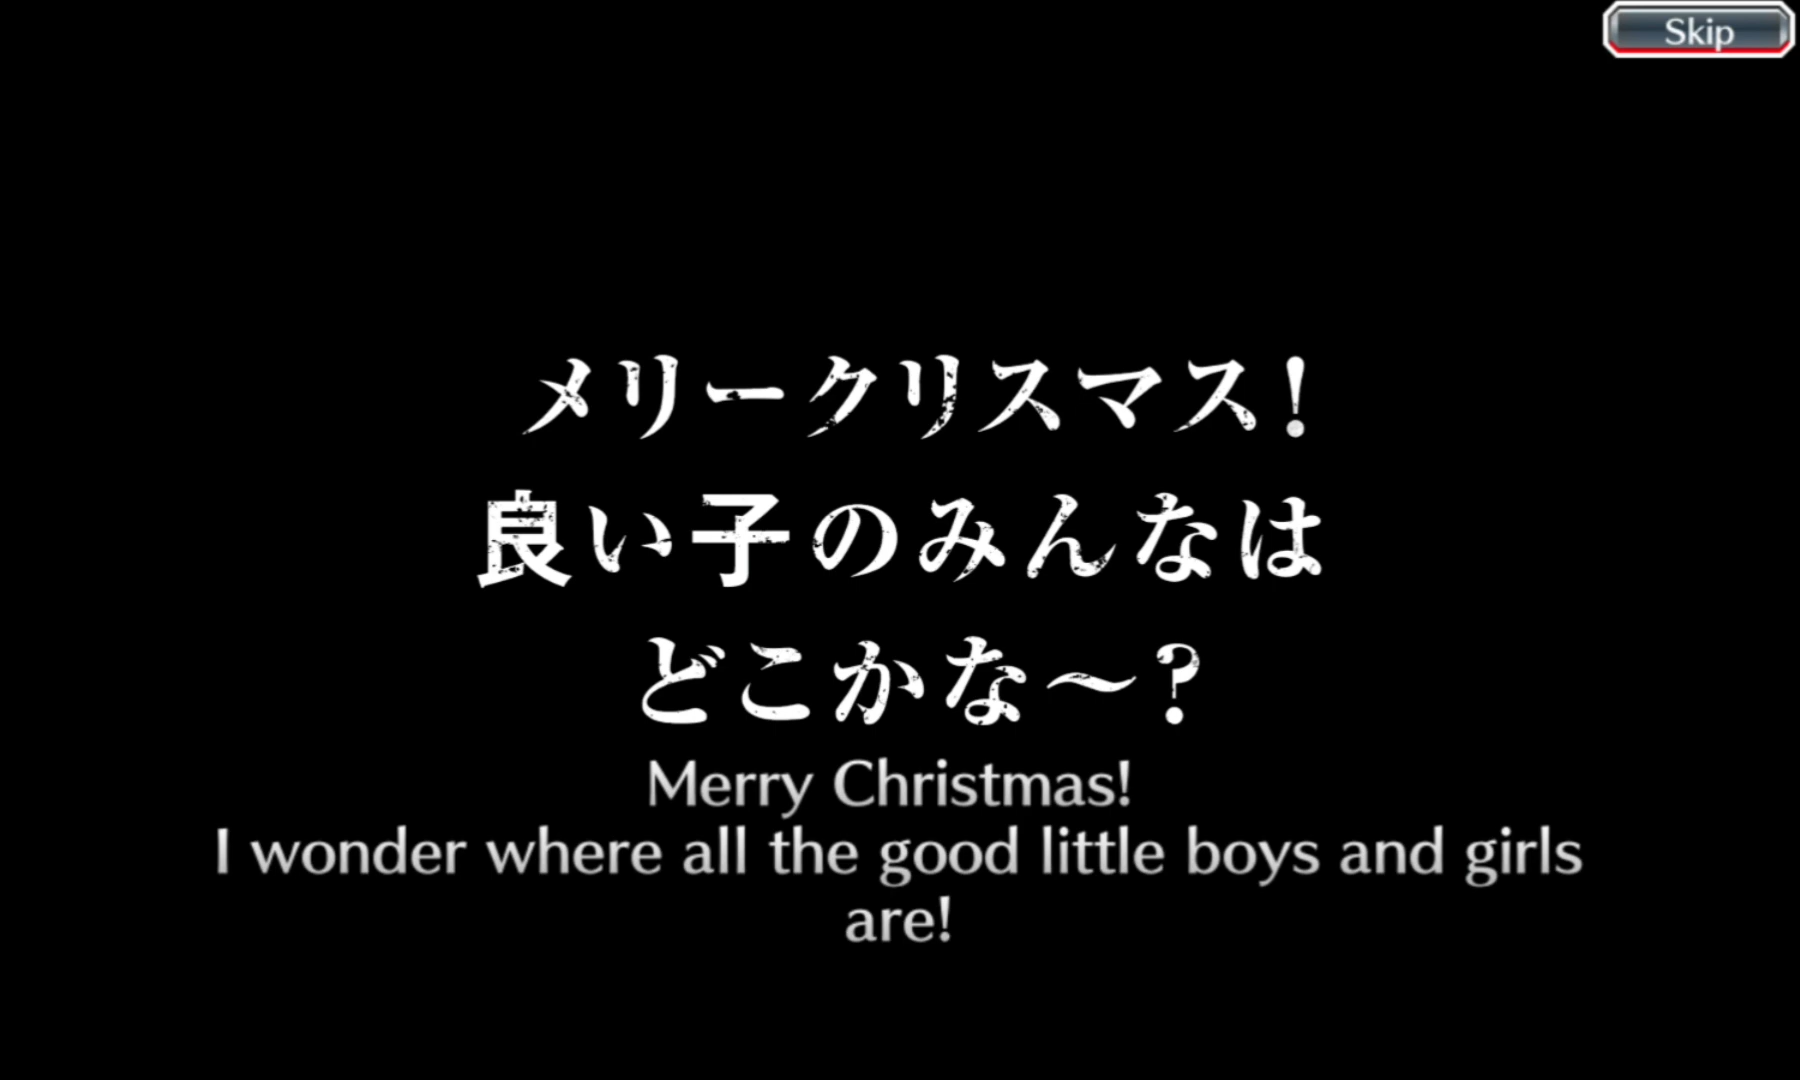 Skip
メリークリスマス！
良い子のみんなは
どこかな～？
Merry Christmas!
I wonder where all the good little boys and girls
are!